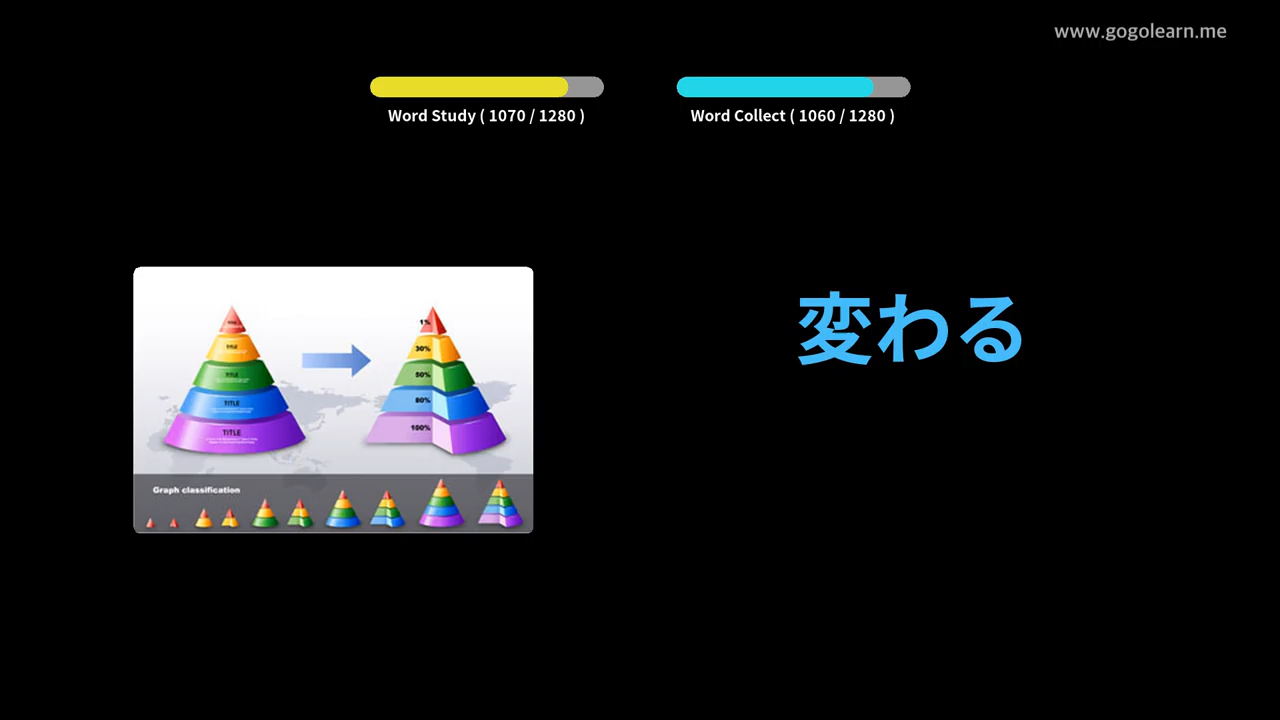 www.gogolearn.me
Word Study ( 1070 / 1280 )
Word Collect ( 1060 / 1280 )
変わる
TITLE
TITLE
TITLE
TITLE
1%
30%
50%
80%
100%
Graph classification